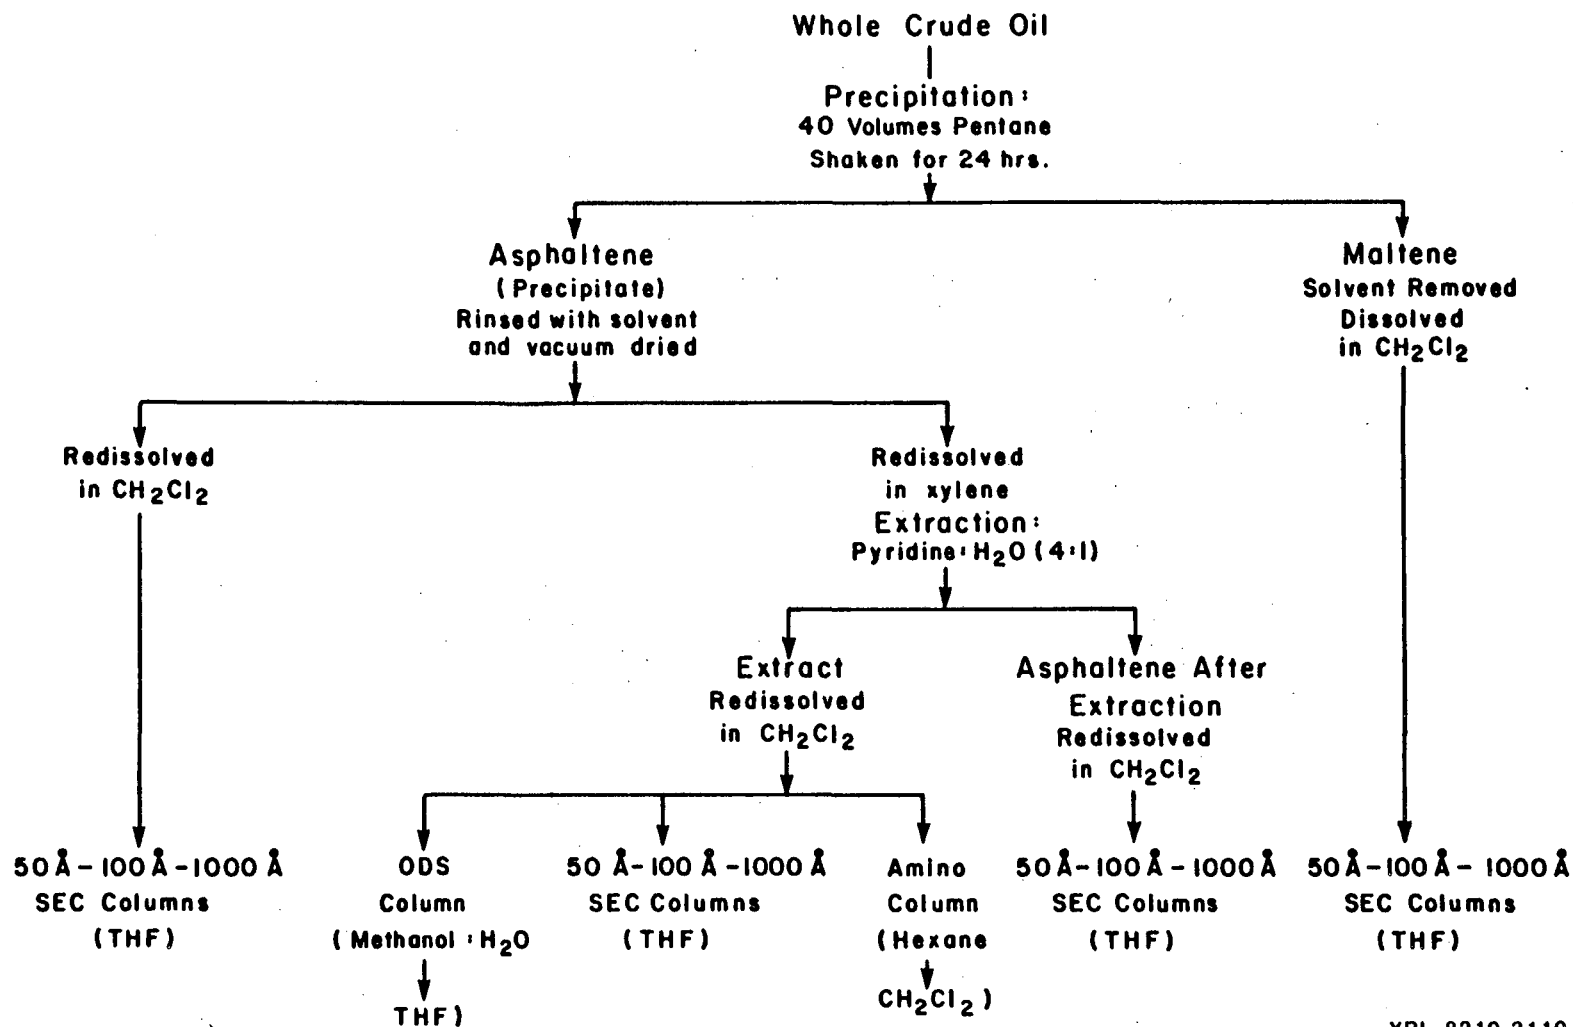 Whole Crude Oil
Precipitation:
40 Volumes Pentane
Shaken for 24 hrs.
Asphaltene
(Precipitate)
Rinsed with solvent
and vacuum dried
Maltene
Solvent Removed
Dissolved
in CH₂Cl₂
Redissolved
in CH₂Cl₂
Redissolved
in xylene
Extraction:
Pyridine:H₂O (4:1)
Extract
Redissolved
in CH₂Cl₂
Asphaltene After
Extraction
Redissolved
in CH₂Cl₂
50 Å-100 Å-1000 Å
SEC Columns
(THF)
ODS
Column
(Methanol:H₂O
THF)
50 Å-100 Å-1000 Å
SEC Columns
(THF)
Amino
Column
(Hexane
CH₂Cl₂)
50 Å-100 Å-1000 Å
SEC Columns
(THF)
50 Å-100 Å-1000 Å
SEC Columns
(THF)